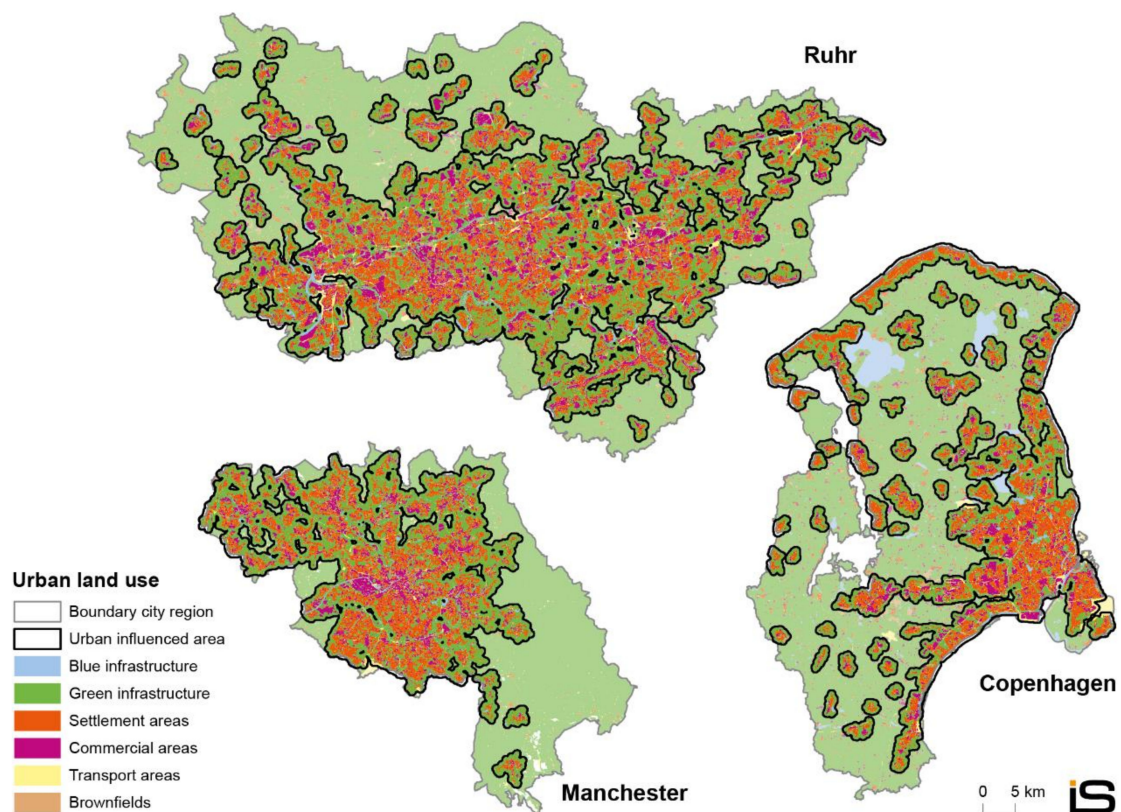 Ruhr
Urban land use
Boundary city region
Urban influenced area
Blue infrastructure
Green infrastructure
Settlement areas
Commercial areas
Transport areas
Brownfields
Manchester
Copenhagen
0 5 km
iS